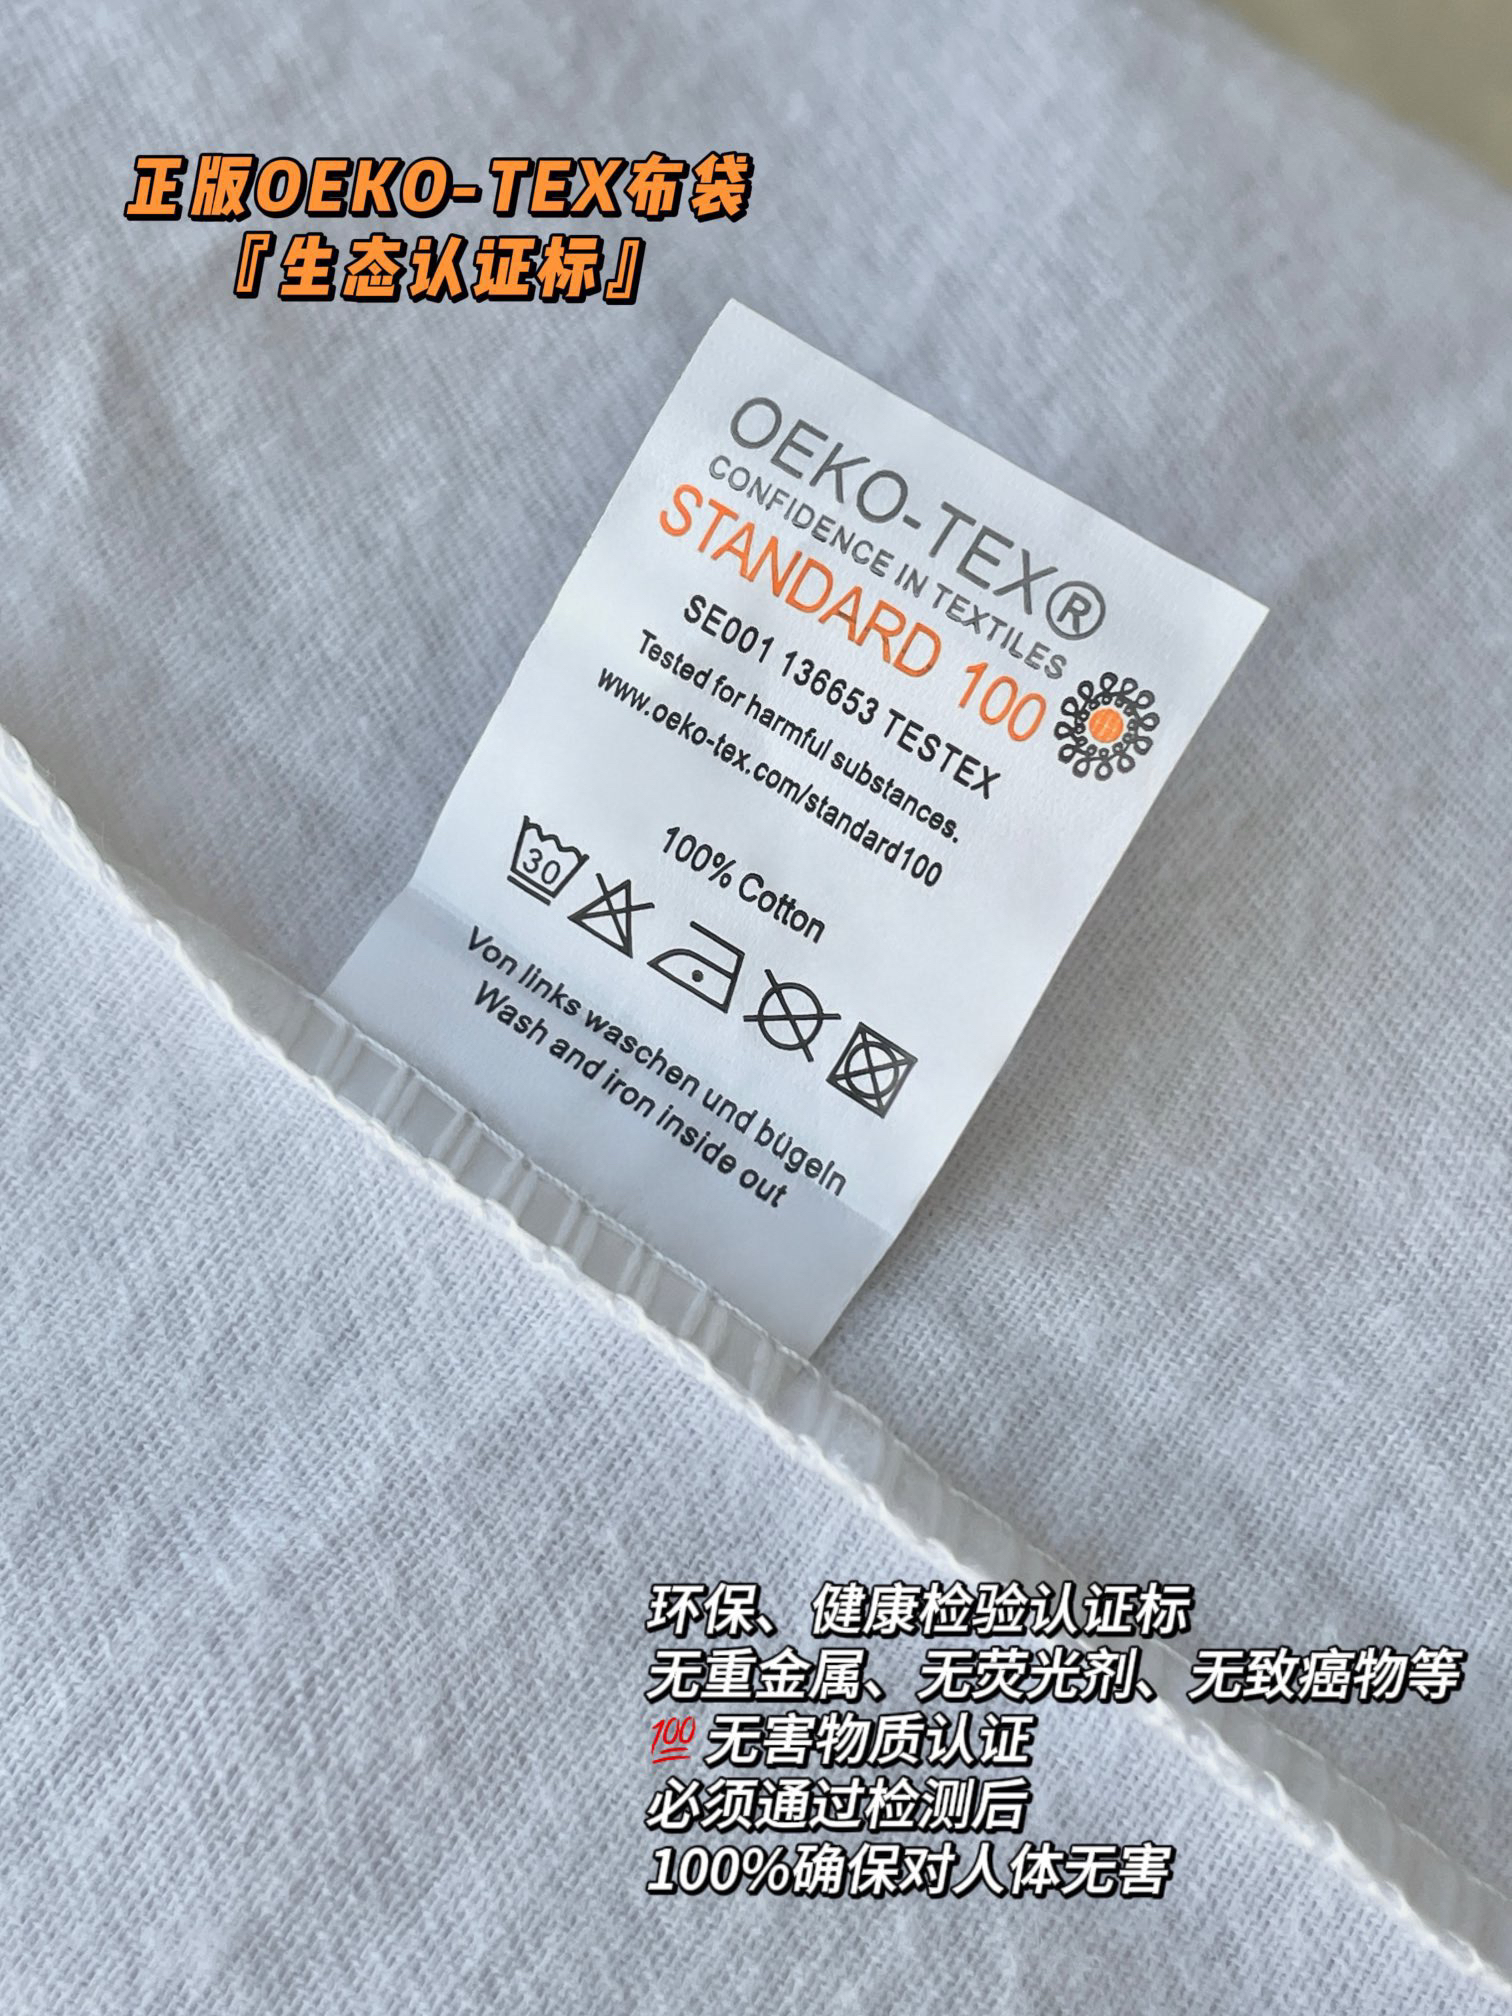 正版OEKO-TEX布袋
『生态认证标』
OEKO-TEX®
CONFIDENCE IN TEXTILES
STANDARD 100
SE001 136653 TESTEX
Tested for harmful substances.
www.oeko-tex.com/standard100
100% Cotton
30
Von links waschen und bügeln
Wash and iron inside out
环保、健康检验认证标
无重金属、无荧光剂、无致癌物等
💯无害物质认证
必须通过检测后
100%确保对人体无害